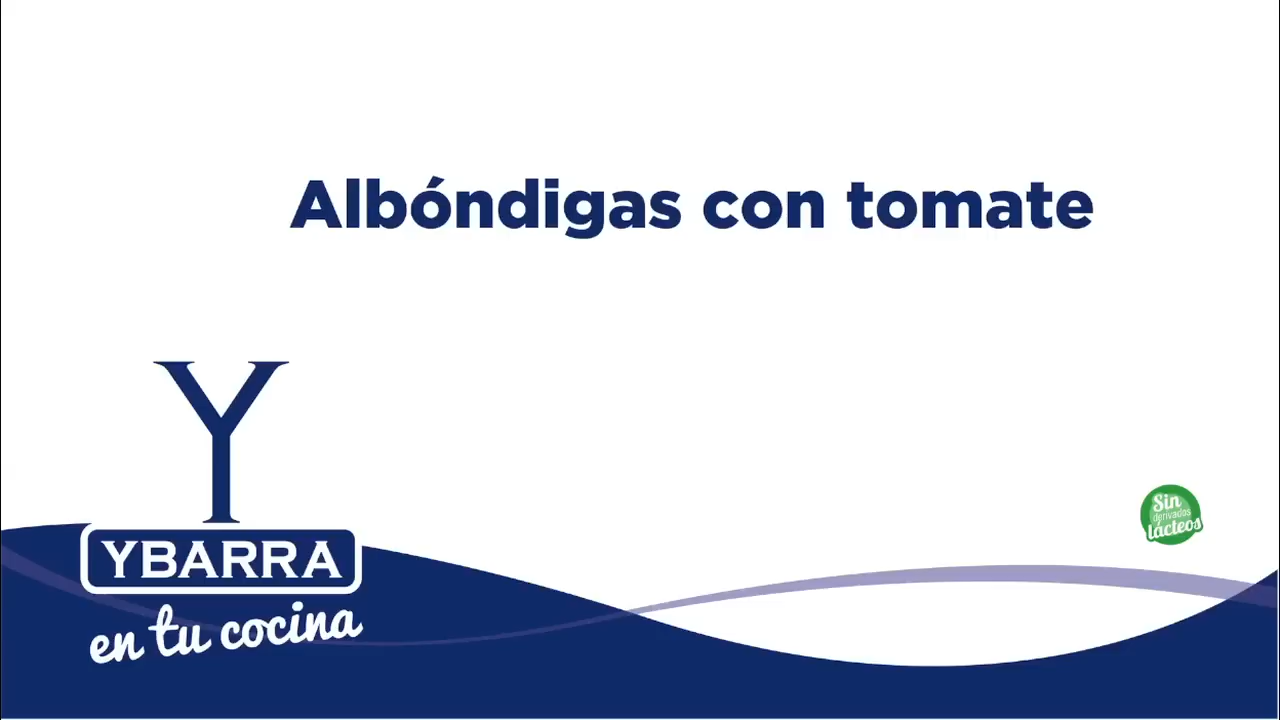 Albóndigas con tomate
Y
YBARRA
en tu cocina
Sin
derivados
lácteos